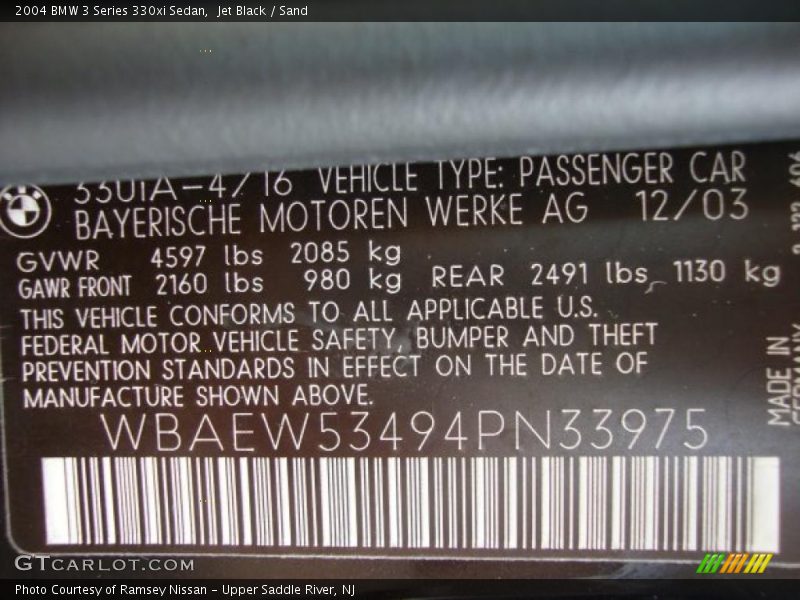 2004 BMW 3 Series 330xi Sedan,  Jet Black / Sand
330iA-4/16 VEHICLE TYPE: PASSENGER CAR
BAYERISCHE MOTOREN WERKE AG 12/03
GVWR 4597 lbs 2085 kg
GAWR FRONT 2160 lbs 980 kg REAR 2491 lbs 1130 kg
THIS VEHICLE CONFORMS TO ALL APPLICABLE U.S.
FEDERAL MOTOR VEHICLE SAFETY, BUMPER AND THEFT
PREVENTION STANDARDS IN EFFECT ON THE DATE OF
MANUFACTURE SHOWN ABOVE.
WBAEW53494PN33975
MADE IN
GERMANY
GTCARLOT.COM
Photo Courtesy of Ramsey Nissan - Upper Saddle River, NJ